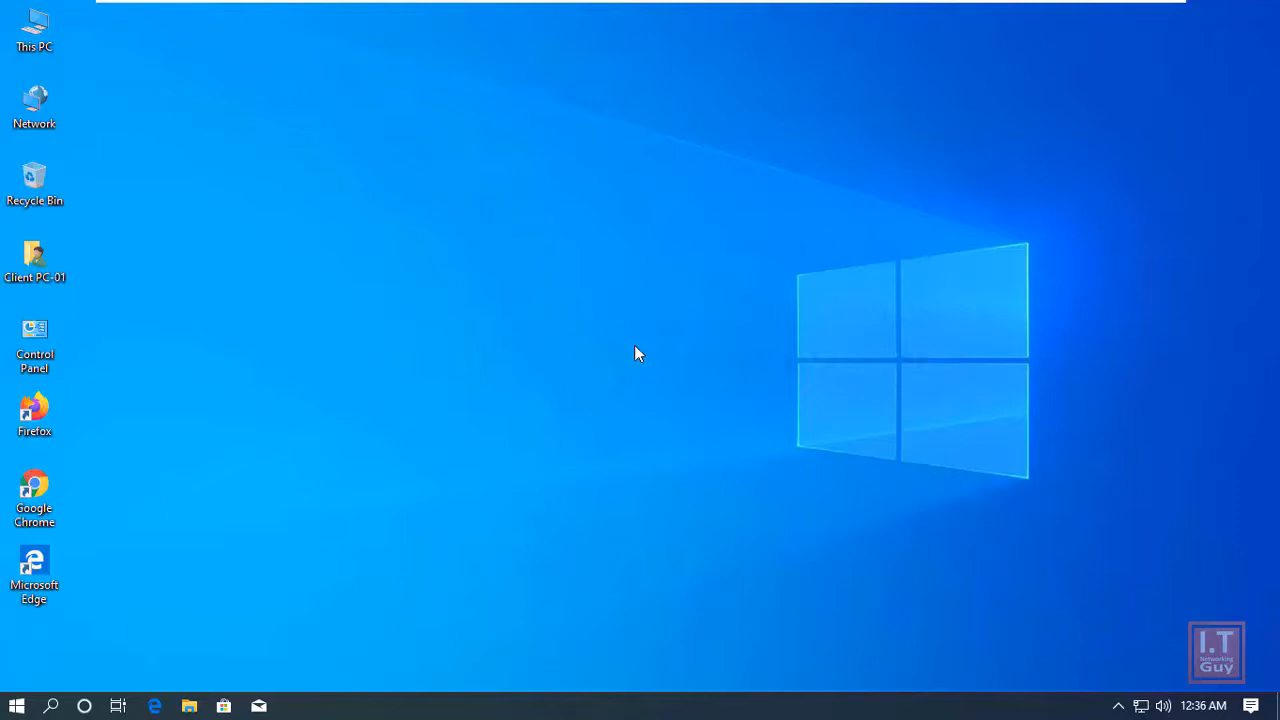 This PC
Network
Recycle Bin
Client PC-01
Control
Panel
Firefox
Google
Chrome
Microsoft
Edge
I.T
Networking
Guy
12:36 AM